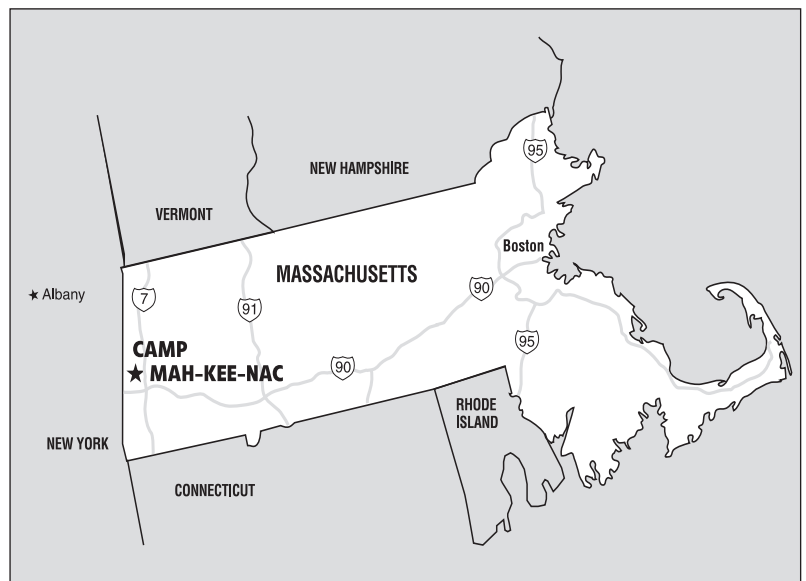 95
NEW HAMPSHIRE
VERMONT
Boston
MASSACHUSETTS
Albany
7
90
91
95
CAMP
MAH-KEE-NAC
90
RHODE
ISLAND
NEW YORK
CONNECTICUT